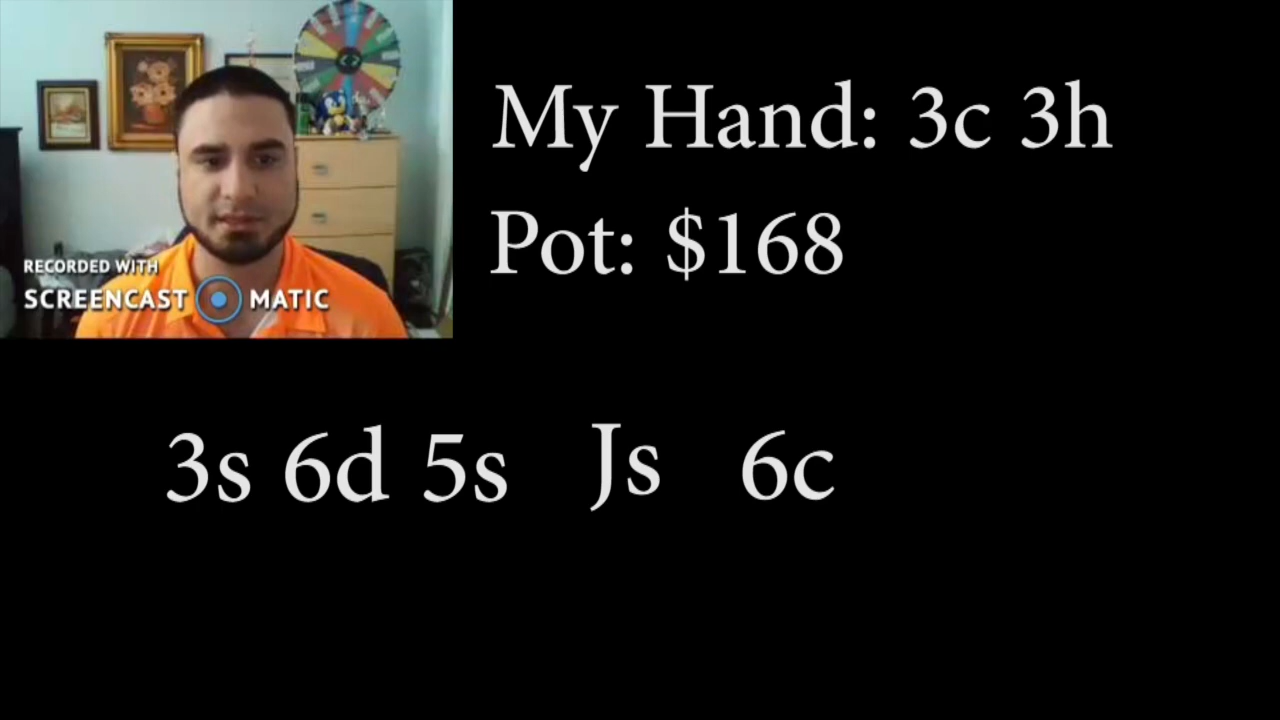 My Hand: 3c 3h
Pot: $168
RECORDED WITH
SCREENCAST MATIC
3s 6d 5s Js 6c